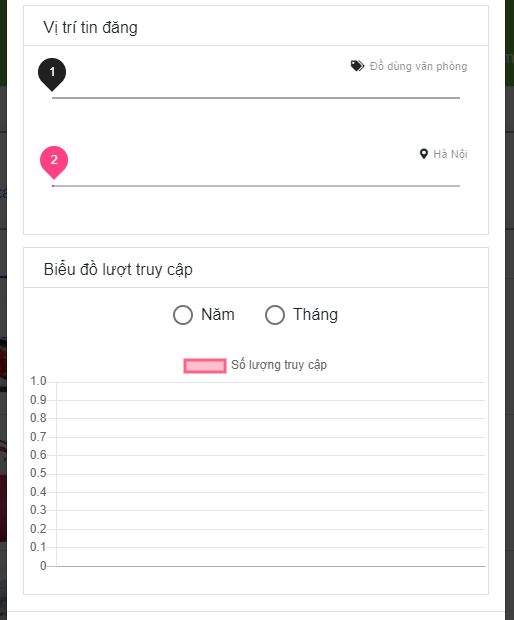 Vị trí tin đăng
1
Đồ dùng văn phòng
2
Hà Nội
Biểu đồ lượt truy cập
Năm Tháng
Số lượng truy cập
1.0
0.9
0.8
0.7
0.6
0.5
0.4
0.3
0.2
0.1
0